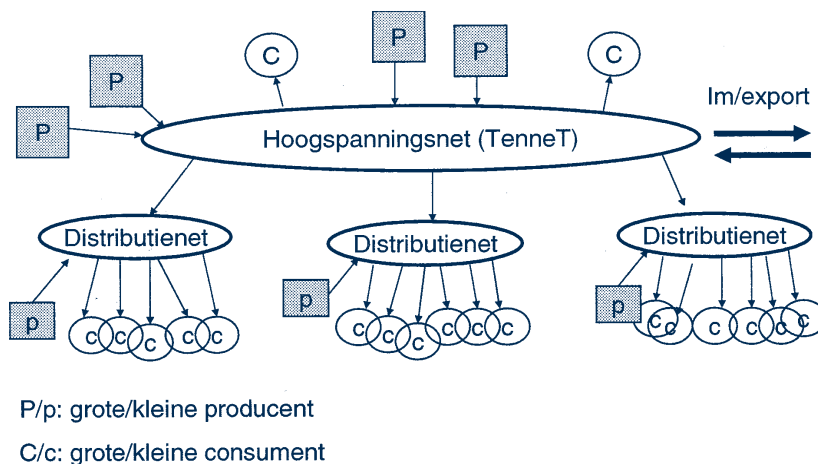 P
C
P
P
C
P
Im/export
Hoogspanningsnet (TenneT)
Distributienet
Distributienet
Distributienet
p
p
p
c c c c c
c c c c c c
c c c c c c
P/p: grote/kleine producent
C/c: grote/kleine consument